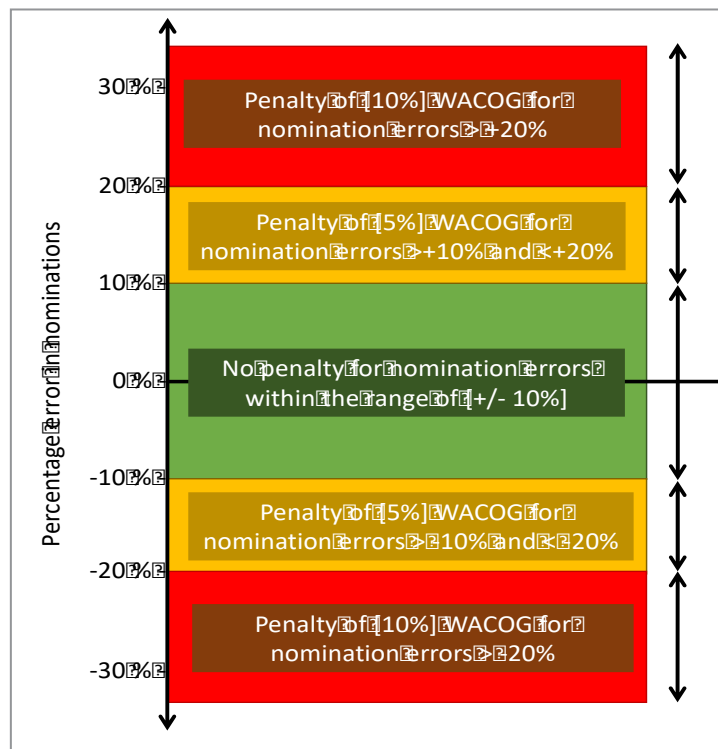 30 %
Penalty of [10%] WACOG for
nomination errors > +20%
20 %
Penalty of [5%] WACOG for
nomination errors >+10% and <+20%
10 %
Percentage error in nominations
0 %
No penalty for nomination errors
within the range of [+/- 10%]
-10 %
Penalty of [5%] WACOG for
nomination errors > -10% and < -20%
-20 %
Penalty of [10%] WACOG for
nomination errors > -20%
-30 %